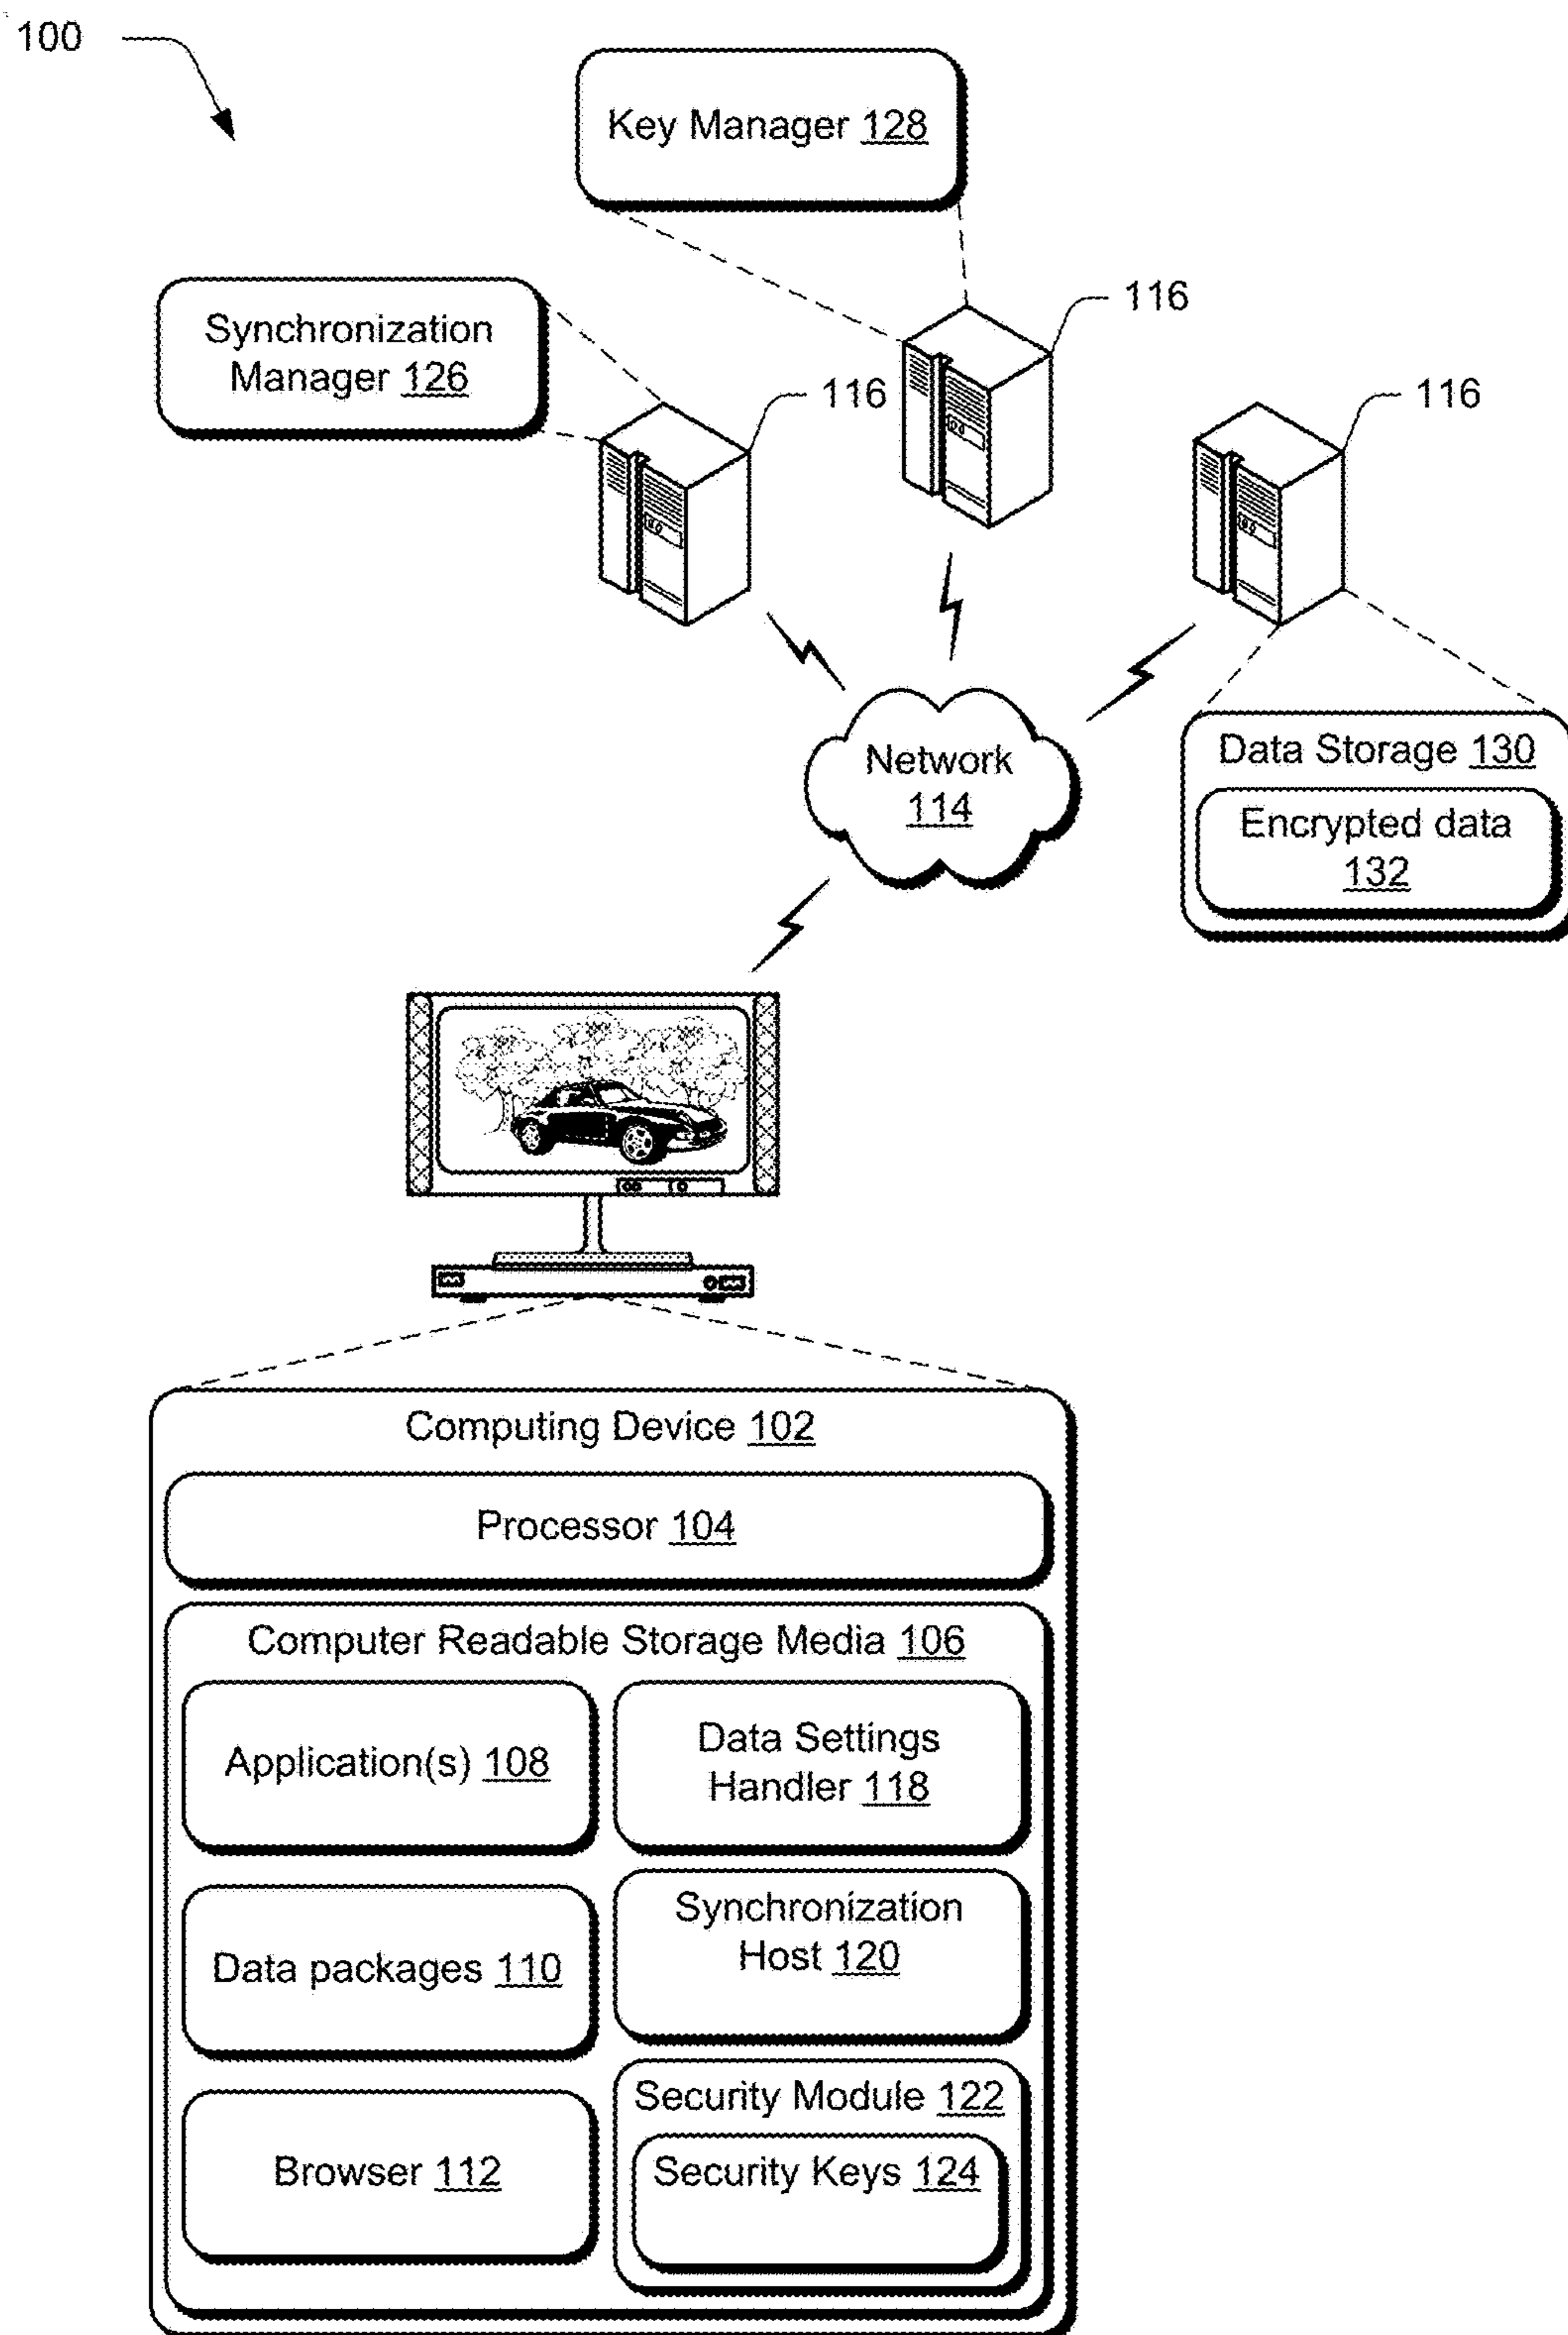 100
Key Manager 128
116
Synchronization
Manager 126
116
116
Network
114
Data Storage 130
Encrypted data
132
Computing Device 102
Processor 104
Computer Readable Storage Media 106
Application(s) 108
Data Settings
Handler 118
Data packages 110
Synchronization
Host 120
Browser 112
Security Module 122
Security Keys 124